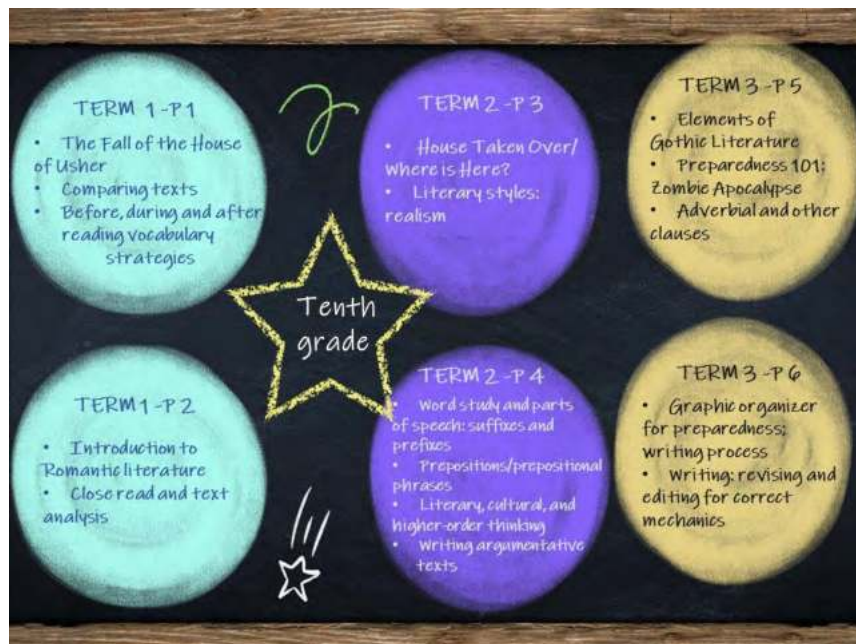 TERM 1 -P 1
• The Fall of the House
of Usher
• Comparing texts
• Before, during and after
reading vocabulary
strategies
TERM 1 -P 2
• Introduction to
Romantic literature
• Close read and text
analysis
Tenth
grade
TERM 2 -P 3
• House Taken Over/
Where is Here?
• Literary styles:
realism
TERM 2 -P 4
• Word study and parts
of speech: suffixes and
prefixes
• Prepositions/prepositional
phrases
• Literary, cultural, and
higher-order thinking
• Writing argumentative
texts
TERM 3 -P 5
• Elements of
Gothic Literature
• Preparedness 101:
Zombie Apocalypse
• Adverbial and other
clauses
TERM 3 -P 6
• Graphic organizer
for preparedness;
writing process
• Writing: revising and
editing for correct
mechanics